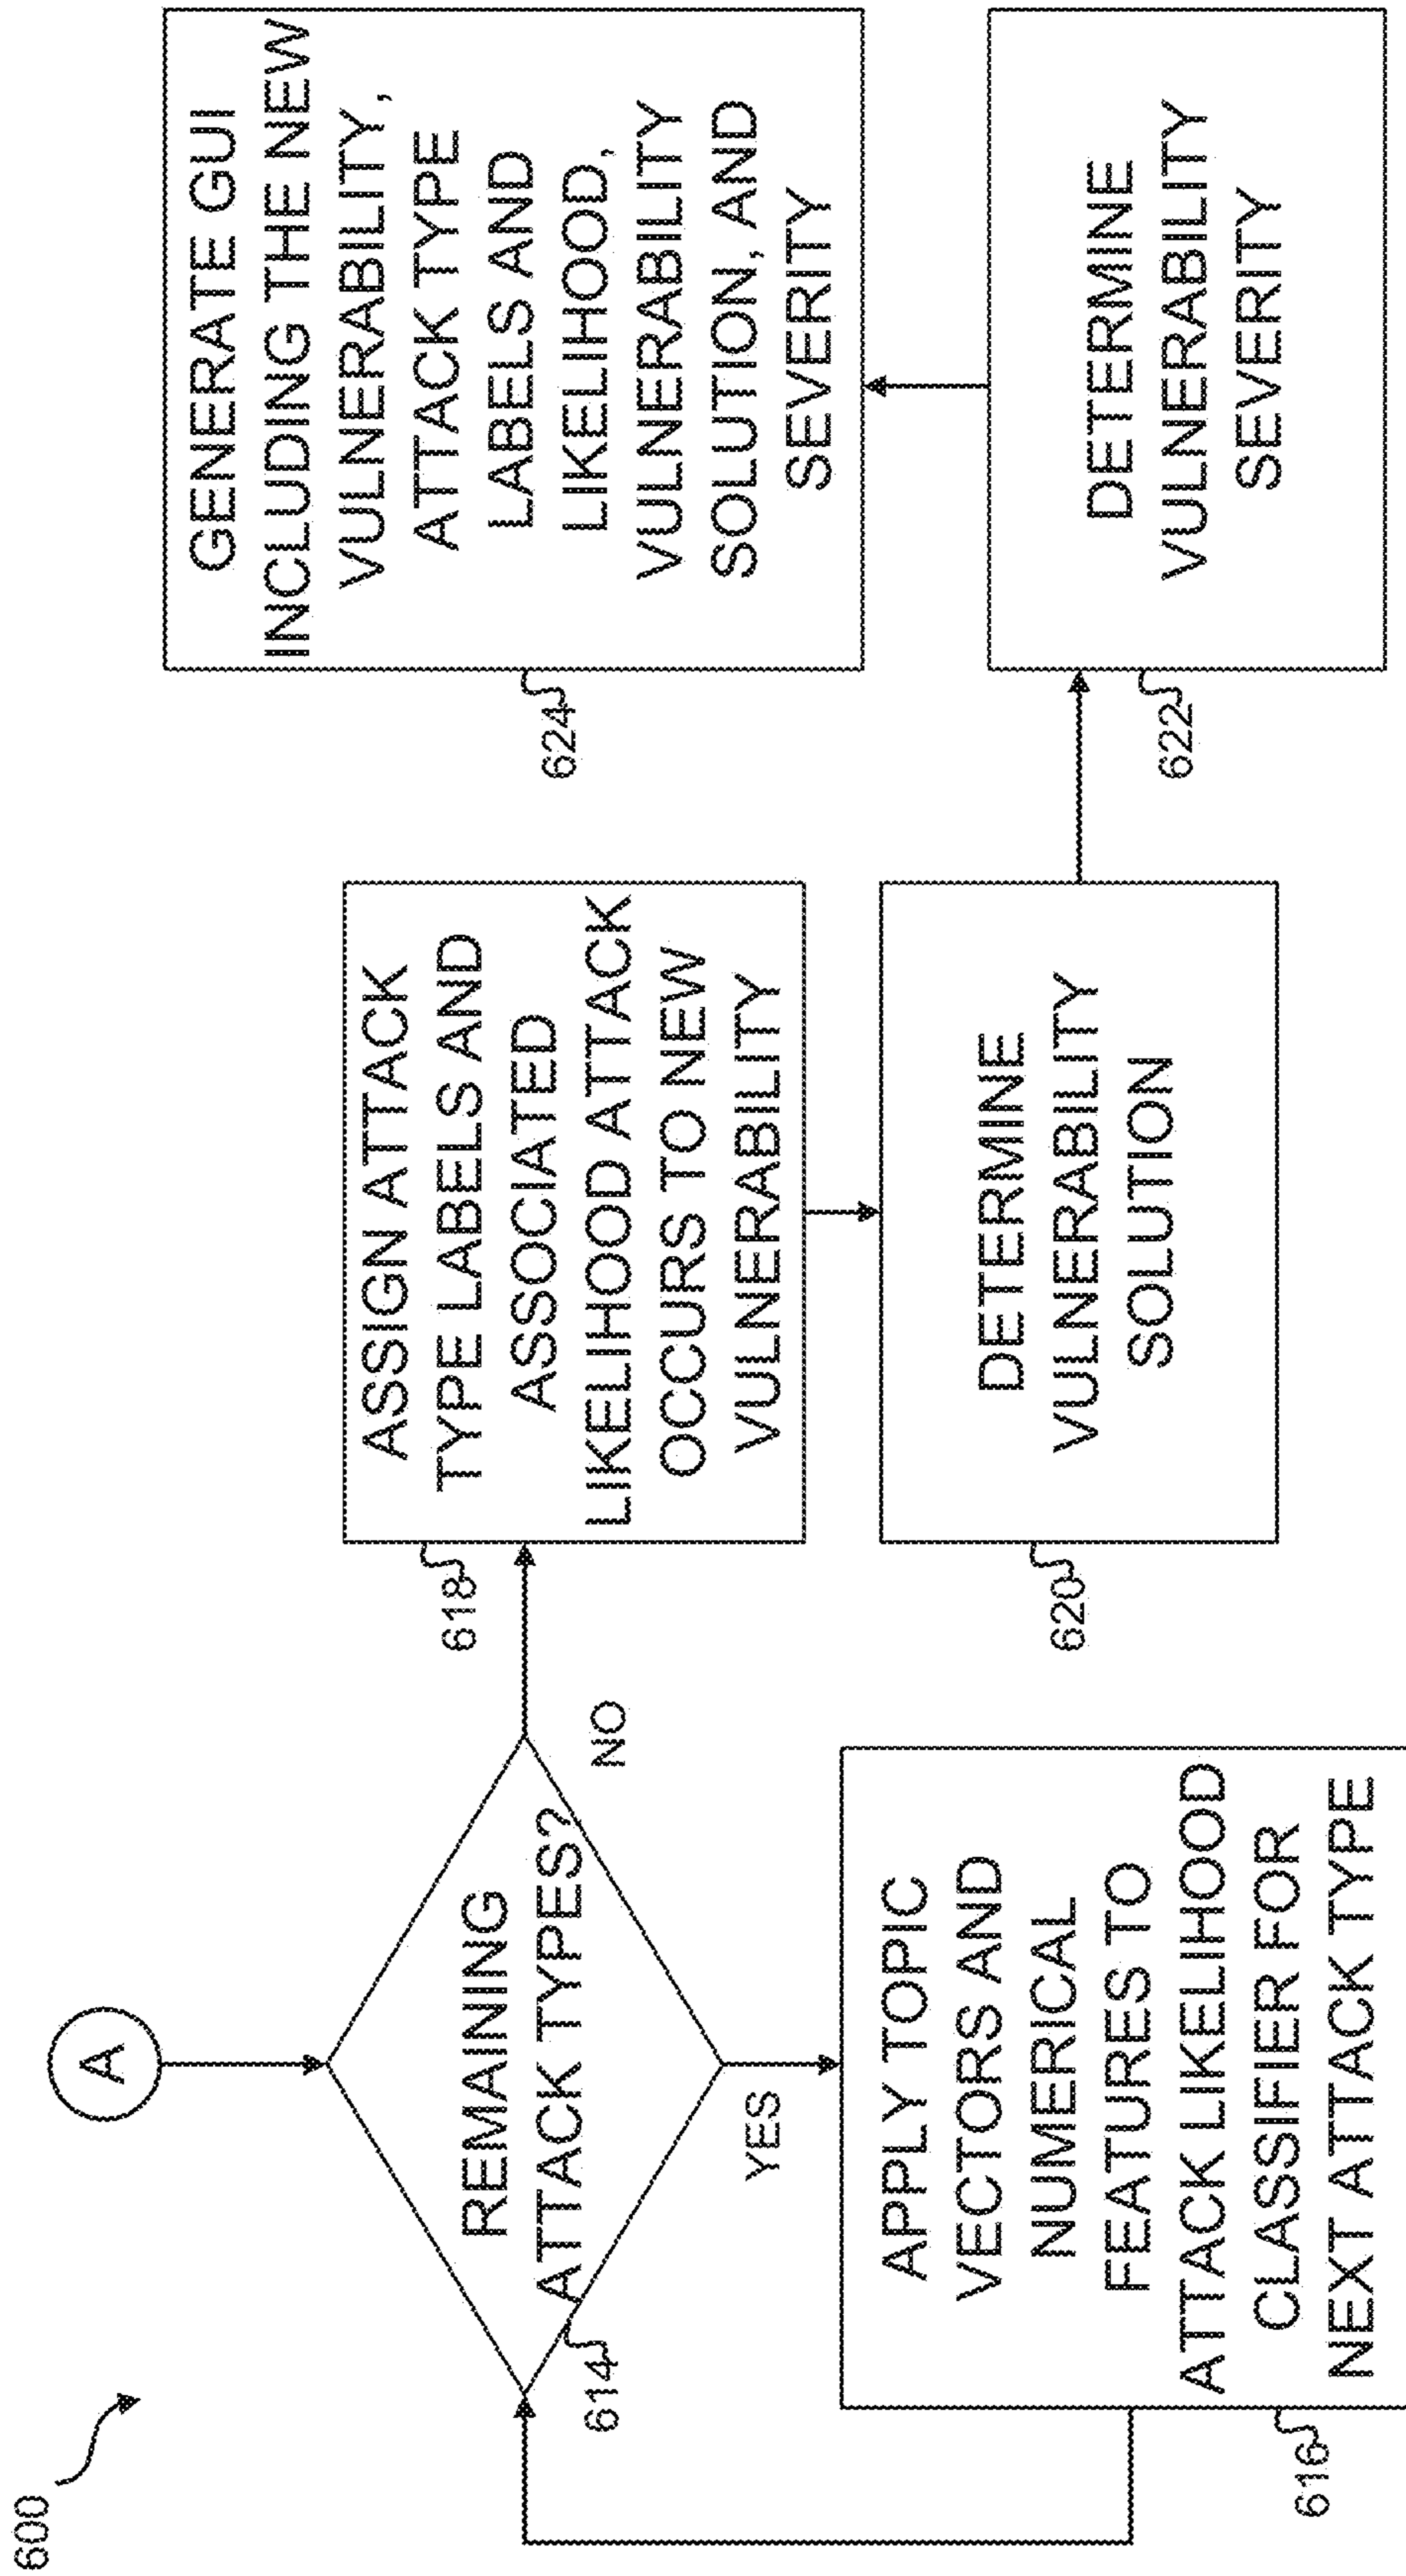 600
A
REMAINING
ATTACK TYPES?
614
YES
NO
APPLY TOPIC
VECTORS AND
NUMERICAL
FEATURES TO
ATTACK LIKELIHOOD
CLASSIFIER FOR
NEXT ATTACK TYPE
616
ASSIGN ATTACK
TYPE LABELS AND
ASSOCIATED
LIKELIHOOD ATTACK
OCCURS TO NEW
VULNERABILITY
618
DETERMINE
VULNERABILITY
SOLUTION
620
DETERMINE
VULNERABILITY
SEVERITY
622
GENERATE GUI
INCLUDING THE NEW
VULNERABILITY,
ATTACK TYPE
LABELS AND
LIKELIHOOD,
VULNERABILITY
SOLUTION, AND
SEVERITY
624